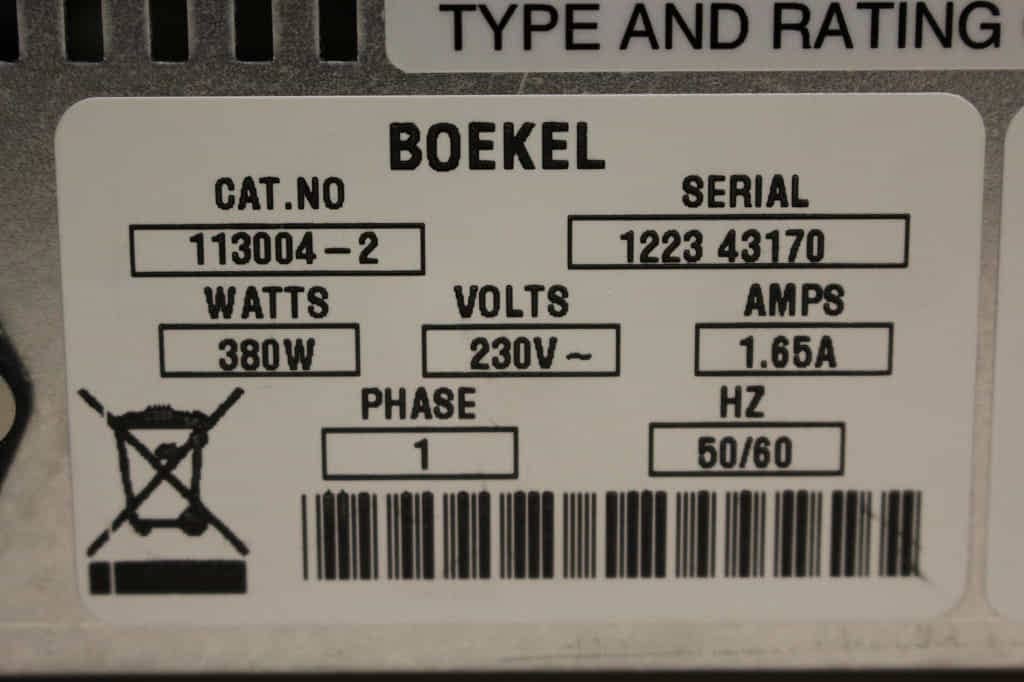 TYPE AND RATING
BOEKEL
CAT.NO SERIAL
113004-2 1223 43170
WATTS VOLTS AMPS
380W 230V~ 1.65A
PHASE HZ
1 50/60